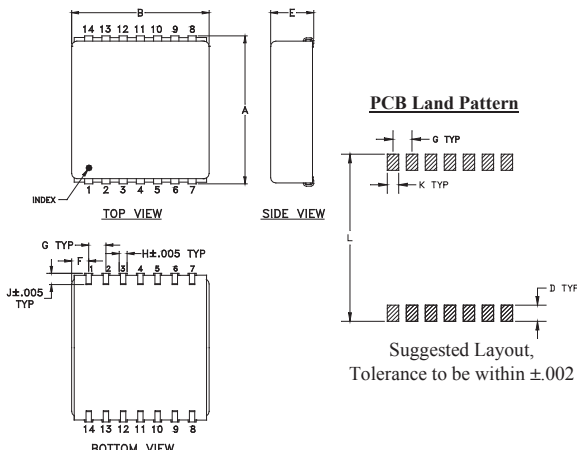 B
E
14 13 12 11 10 9 8
A
INDEX
1 2 3 4 5 6 7
TOP VIEW
SIDE VIEW
PCB Land Pattern
G TYP
K TYP
L
D TYP
Suggested Layout,
Tolerance to be within ±.002
G TYP
H±.005 TYP
F
1 2 3 4 5 6 7
J±.005
TYP
14 13 12 11 10 9 8
BOTTOM VIEW